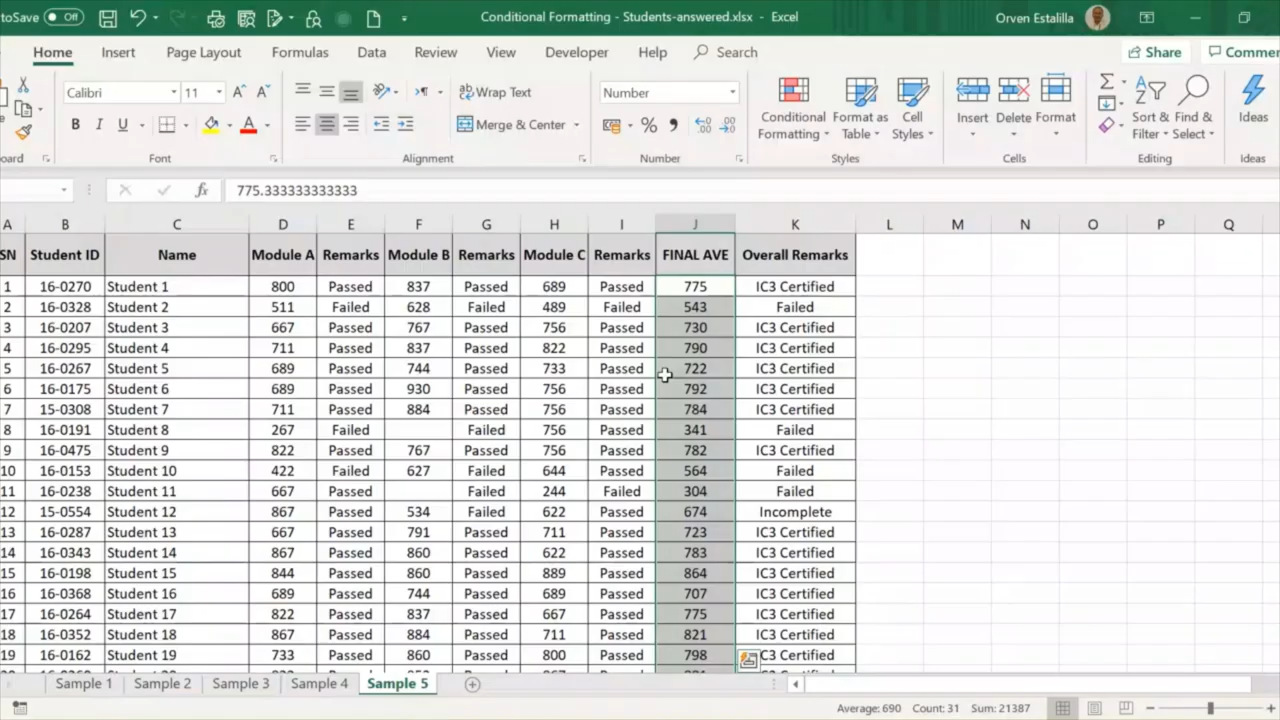 toSave Off Conditional Formatting - Students-answered.xlsx - Excel Orven Estalilla
Home Insert Page Layout Formulas Data Review View Developer Help Search Share Commer
Calibri 11 Wrap Text Number Conditional Formatting Format as Table Cell Styles Insert Delete Format Sort & Filter Find & Select Ideas
B I U Merge & Center
oard Font Alignment Number Styles Cells Editing Ideas
fx 775.333333333333
A B C D E F G H I J K L M N O P Q
SN Student ID Name Module A Remarks Module B Remarks Module C Remarks FINAL AVE Overall Remarks
1 16-0270 Student 1 800 Passed 837 Passed 689 Passed 775 IC3 Certified
2 16-0328 Student 2 511 Failed 628 Failed 489 Failed 543 Failed
3 16-0207 Student 3 667 Passed 767 Passed 756 Passed 730 IC3 Certified
4 16-0295 Student 4 711 Passed 837 Passed 822 Passed 790 IC3 Certified
5 16-0267 Student 5 689 Passed 744 Passed 733 Passed 722 IC3 Certified
6 16-0175 Student 6 689 Passed 930 Passed 756 Passed 792 IC3 Certified
7 15-0308 Student 7 711 Passed 884 Passed 756 Passed 784 IC3 Certified
8 16-0191 Student 8 267 Failed Failed 756 Passed 341 Failed
9 16-0475 Student 9 822 Passed 767 Passed 756 Passed 782 IC3 Certified
10 16-0153 Student 10 422 Failed 627 Failed 644 Passed 564 Failed
11 16-0238 Student 11 667 Passed Failed 244 Failed 304 Failed
12 15-0554 Student 12 867 Passed 534 Failed 622 Passed 674 Incomplete
13 16-0287 Student 13 667 Passed 791 Passed 711 Passed 723 IC3 Certified
14 16-0343 Student 14 867 Passed 860 Passed 622 Passed 783 IC3 Certified
15 16-0198 Student 15 844 Passed 860 Passed 889 Passed 864 IC3 Certified
16 16-0368 Student 16 689 Passed 744 Passed 689 Passed 707 IC3 Certified
17 16-0264 Student 17 822 Passed 837 Passed 667 Passed 775 IC3 Certified
18 16-0352 Student 18 867 Passed 884 Passed 711 Passed 821 IC3 Certified
19 16-0162 Student 19 733 Passed 860 Passed 800 Passed 798 C3 Certified
Sample 1 Sample 2 Sample 3 Sample 4 Sample 5
Average: 690 Count: 31 Sum: 21387